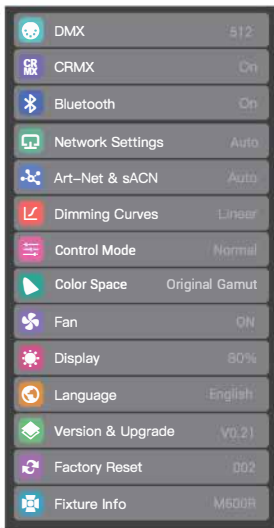 DMX 512
CRMX On
Bluetooth On
Network Settings Auto
Art-Net & sACN Auto
Dimming Curves Linear
Control Mode Normal
Color Space Original Gamut
Fan ON
Display 80%
Language English
Version & Upgrade V0.21
Factory Reset 002
Fixture Info M600R